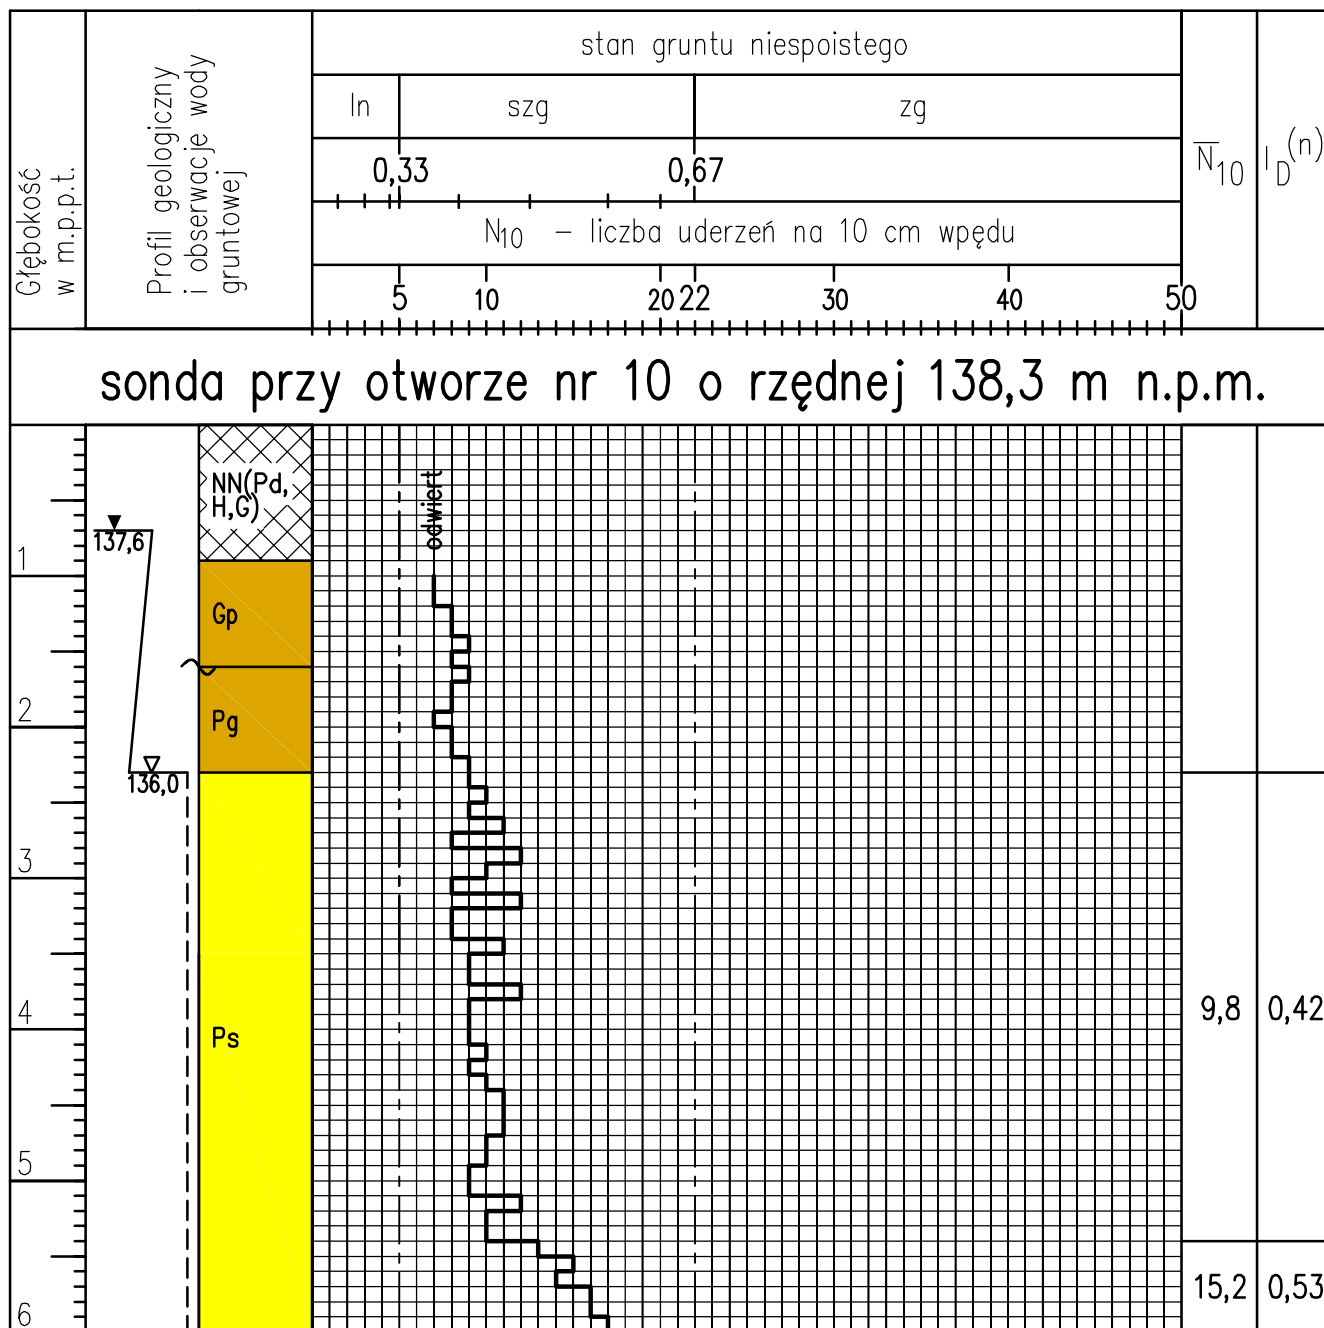 Głębokość
w m.p.p.t.
Profil geologiczny
i obserwacje wody
gruntowej
stan gruntu niespoistego
ln szg zg
0,33 0,67
N10 – liczba uderzeń na 10 cm wpędu
5 10 20 22 30 40 50
N10
ID(n)
sonda przy otworze nr 10 o rzędnej 138,3 m n.p.m.
NN(Pd,
H,G)
odwiert
137,6
1
Gp
2
Pg
136,0
3
4
Ps
9,8 0,42
5
15,2 0,53
6